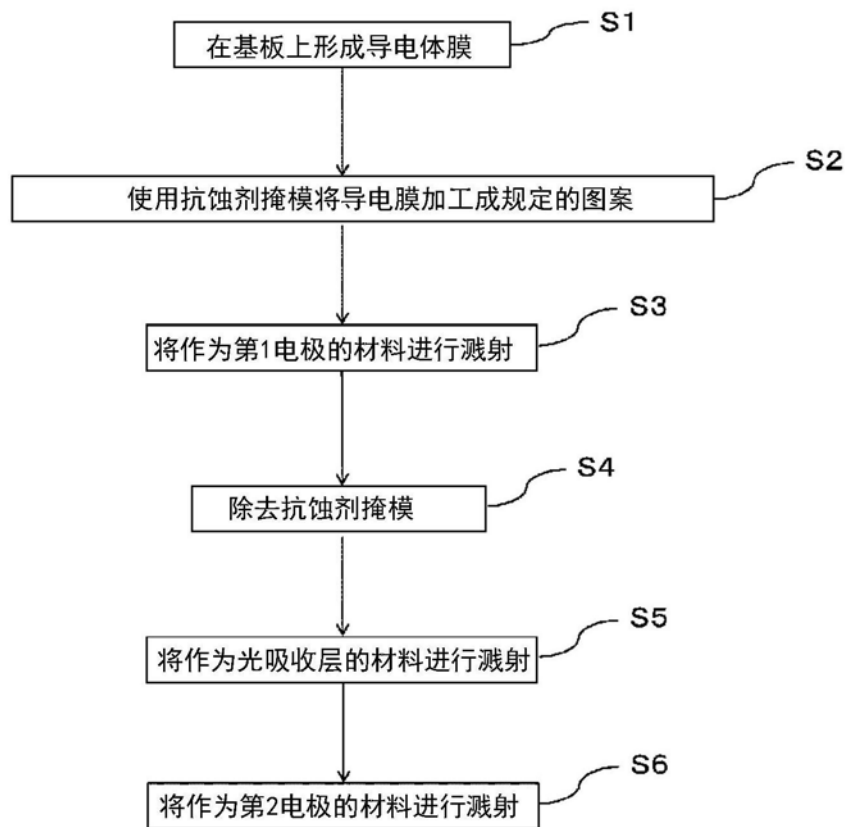 S1
在基板上形成导电体膜
S2
使用抗蚀剂掩模将导电膜加工成规定的图案
S3
将作为第1电极的材料进行溅射
S4
除去抗蚀剂掩模
S5
将作为光吸收层的材料进行溅射
S6
将作为第2电极的材料进行溅射